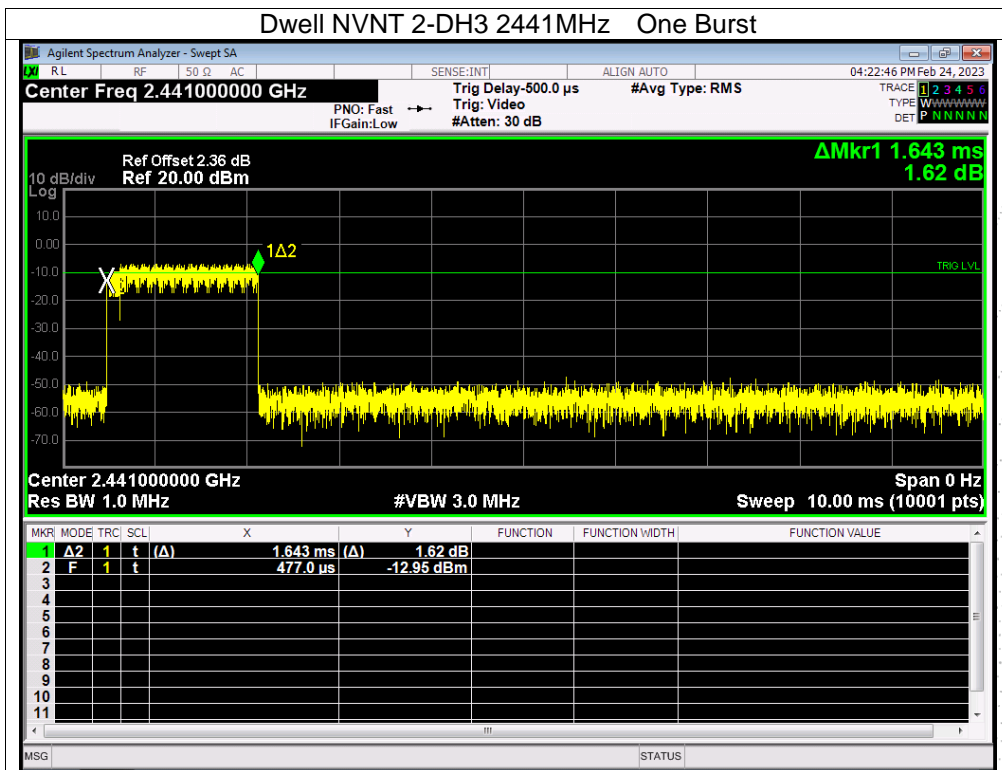 Dwell NVNT 2-DH3 2441MHz One Burst
Agilent Spectrum Analyzer - Swept SA
LXI RL RF 50 Ω AC SENSE:INT ALIGN AUTO 04:22:46 PM Feb 24, 2023
Center Freq 2.441000000 GHz Trig Delay-500.0 µs #Avg Type: RMS TRACE 1 2 3 4 5 6
PNO: Fast Trig: Video TYPE WWWWWWW
IFGain:Low #Atten: 30 dB DET P N N N N N
ΔMkr1 1.643 ms
Ref Offset 2.36 dB 1.62 dB
10 dB/div Ref 20.00 dBm
Log
10.0
0.00
1Δ2
-10.0 TRIG LVL
-20.0
-30.0
-40.0
-50.0
-60.0
-70.0
Center 2.441000000 GHz Span 0 Hz
Res BW 1.0 MHz #VBW 3.0 MHz Sweep 10.00 ms (10001 pts)
MKR MODE TRC SCL X Y FUNCTION FUNCTION WIDTH FUNCTION VALUE
1 Δ2 1 t (Δ) 1.643 ms (Δ) 1.62 dB
2 F 1 t 477.0 µs -12.95 dBm
3
4
5
6
7
8
9
10
11
MSG STATUS